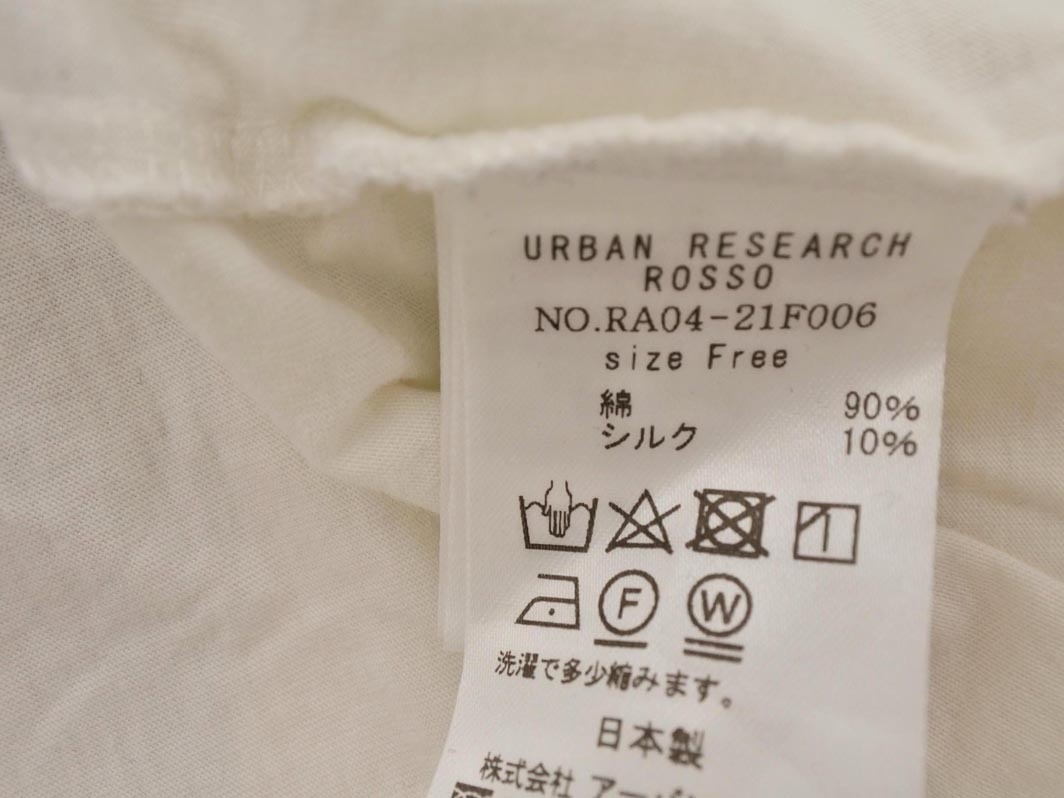 URBAN RESEARCH
ROSSO
NO.RA04-21F006
size Free
綿 90%
シルク 10%
F W
洗濯で多少縮みます。
日本製
株式会社